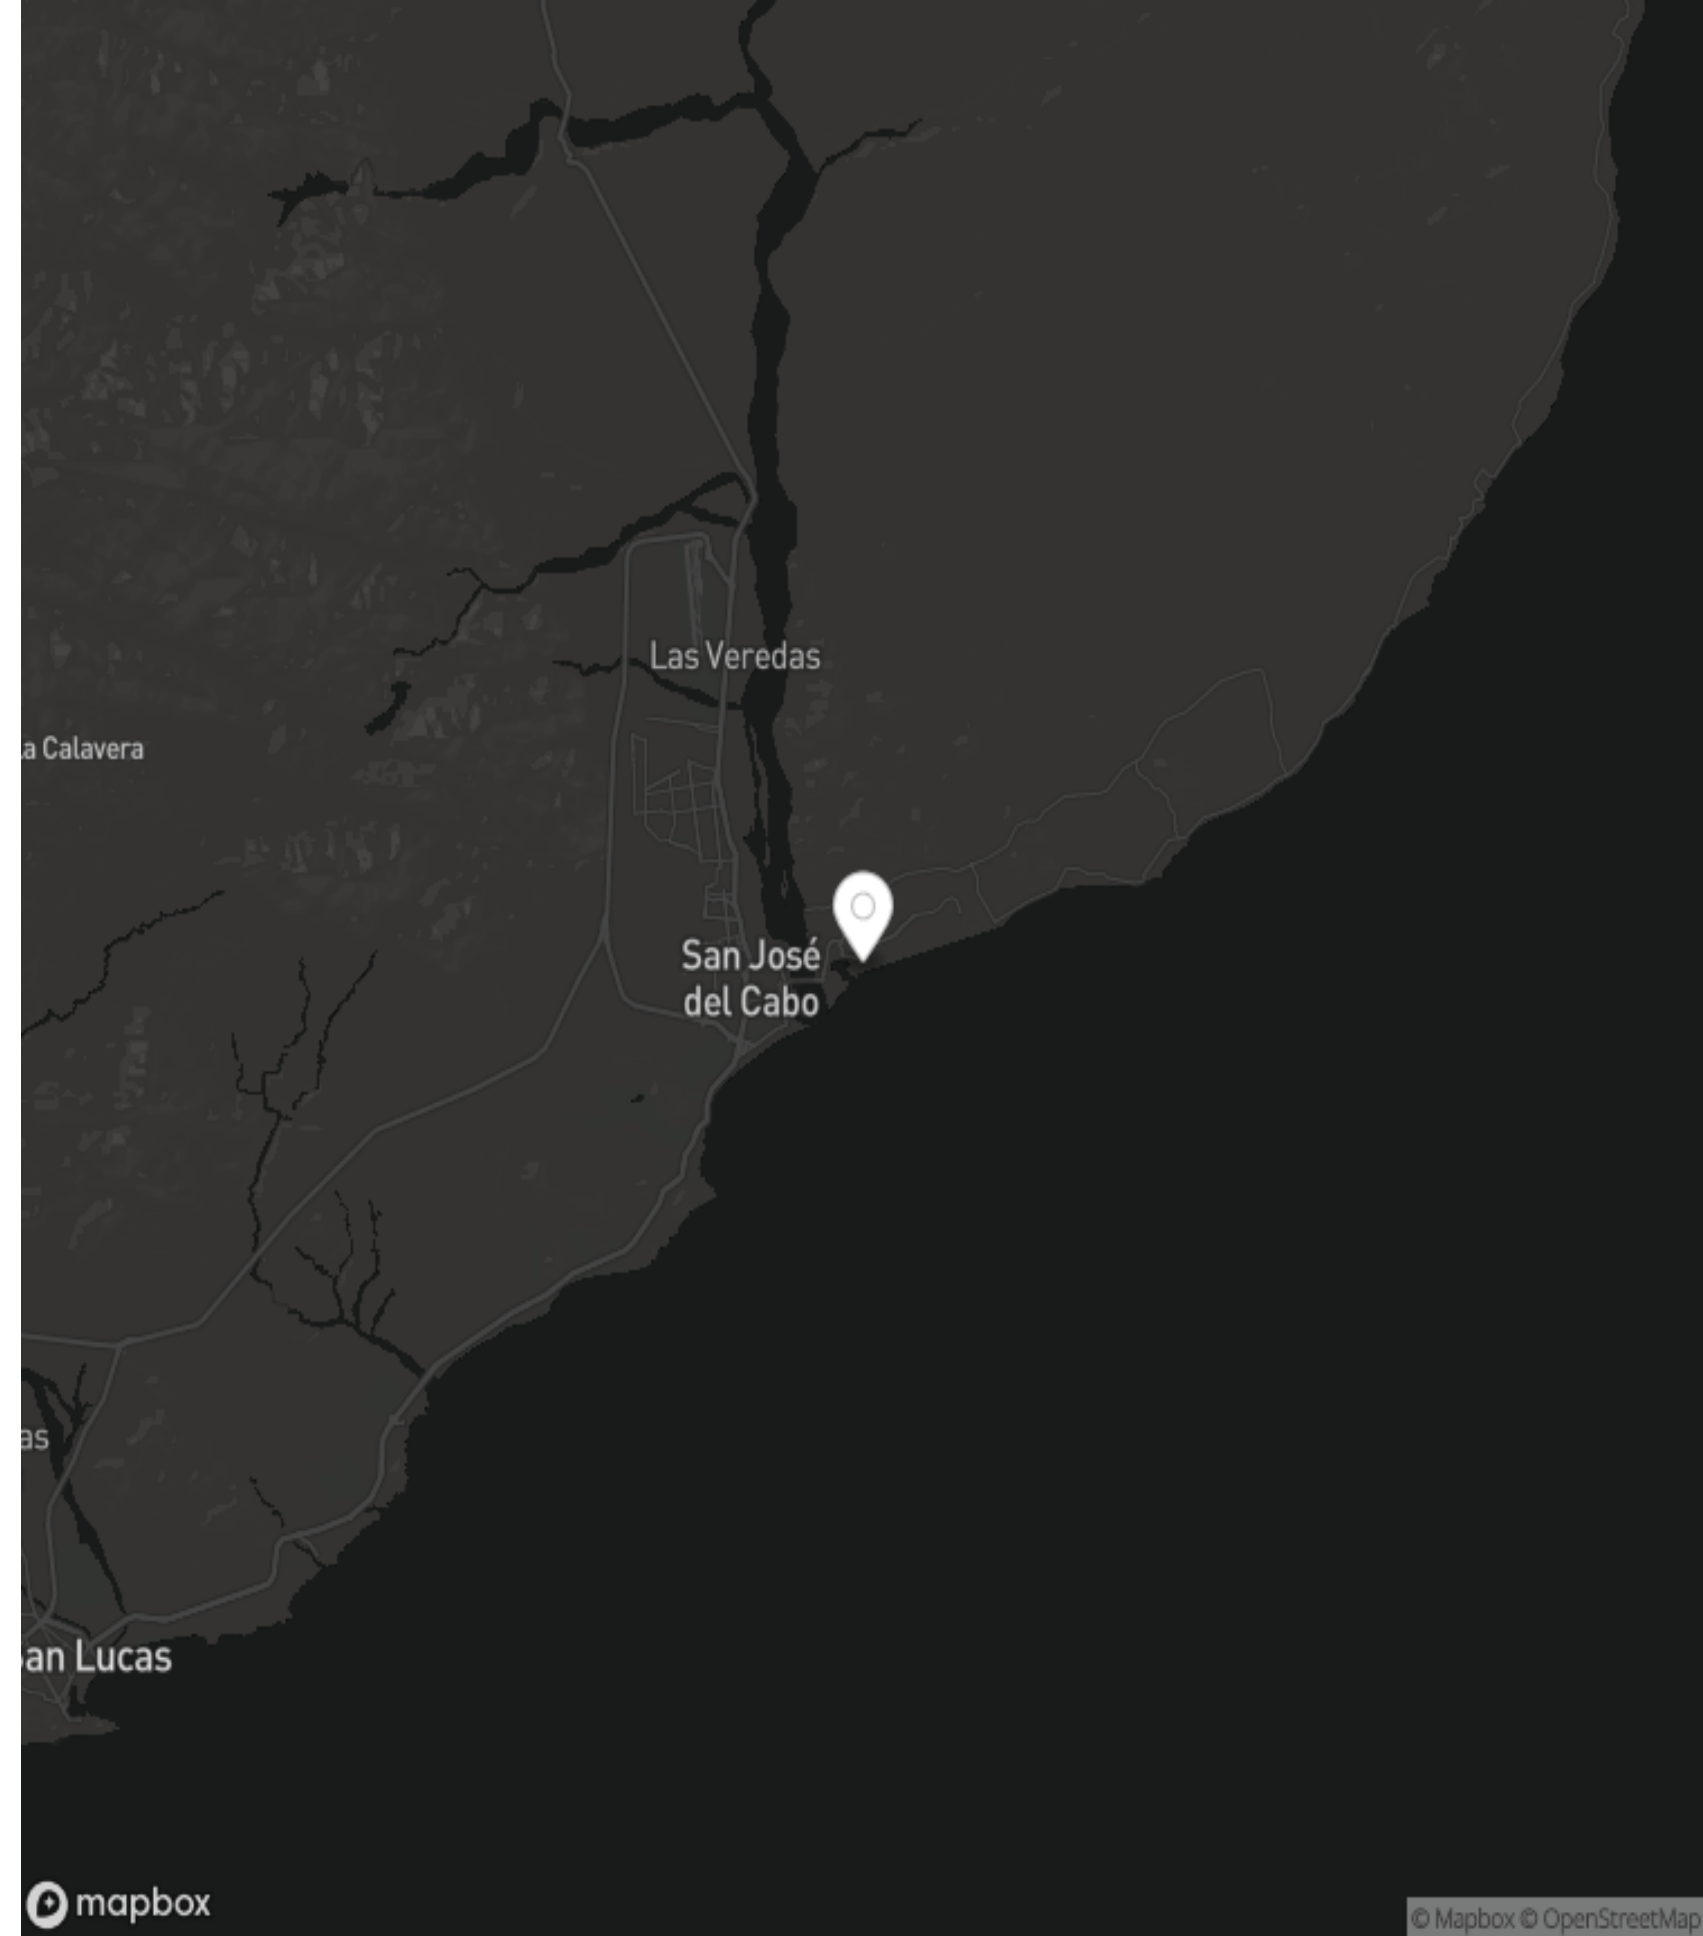 Las Veredas
a Calavera
San José
del Cabo
as
an Lucas
mapbox
© Mapbox © OpenStreetMap